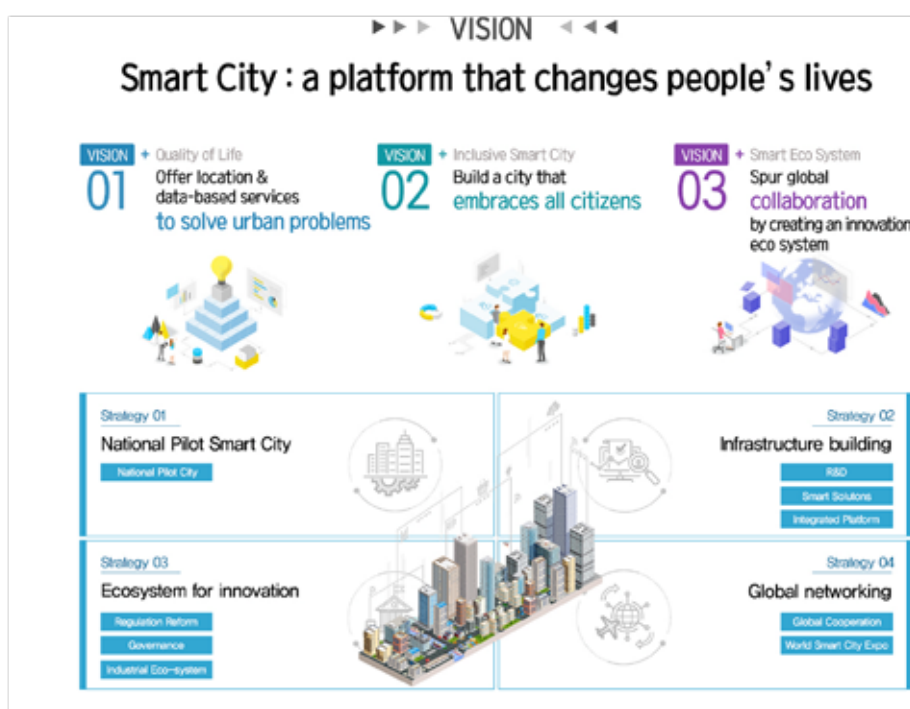 VISION
Smart City : a platform that changes people's lives
VISION + Quality of Life
01
Offer location &
data-based services
to solve urban problems
VISION + Inclusive Smart City
02
Build a city that
embraces all citizens
VISION + Smart Eco System
03
Spur global
collaboration
by creating an innovation
eco system
Strategy 01
National Pilot Smart City
National Pilot City
Strategy 02
Infrastructure building
R&D
Smart Solutons
Integrated Platform
Strategy 03
Ecosystem for innovation
Regulation Reform
Governance
Industrial Eco-system
Strategy 04
Global networking
Global Cooperation
World Smart City Expo